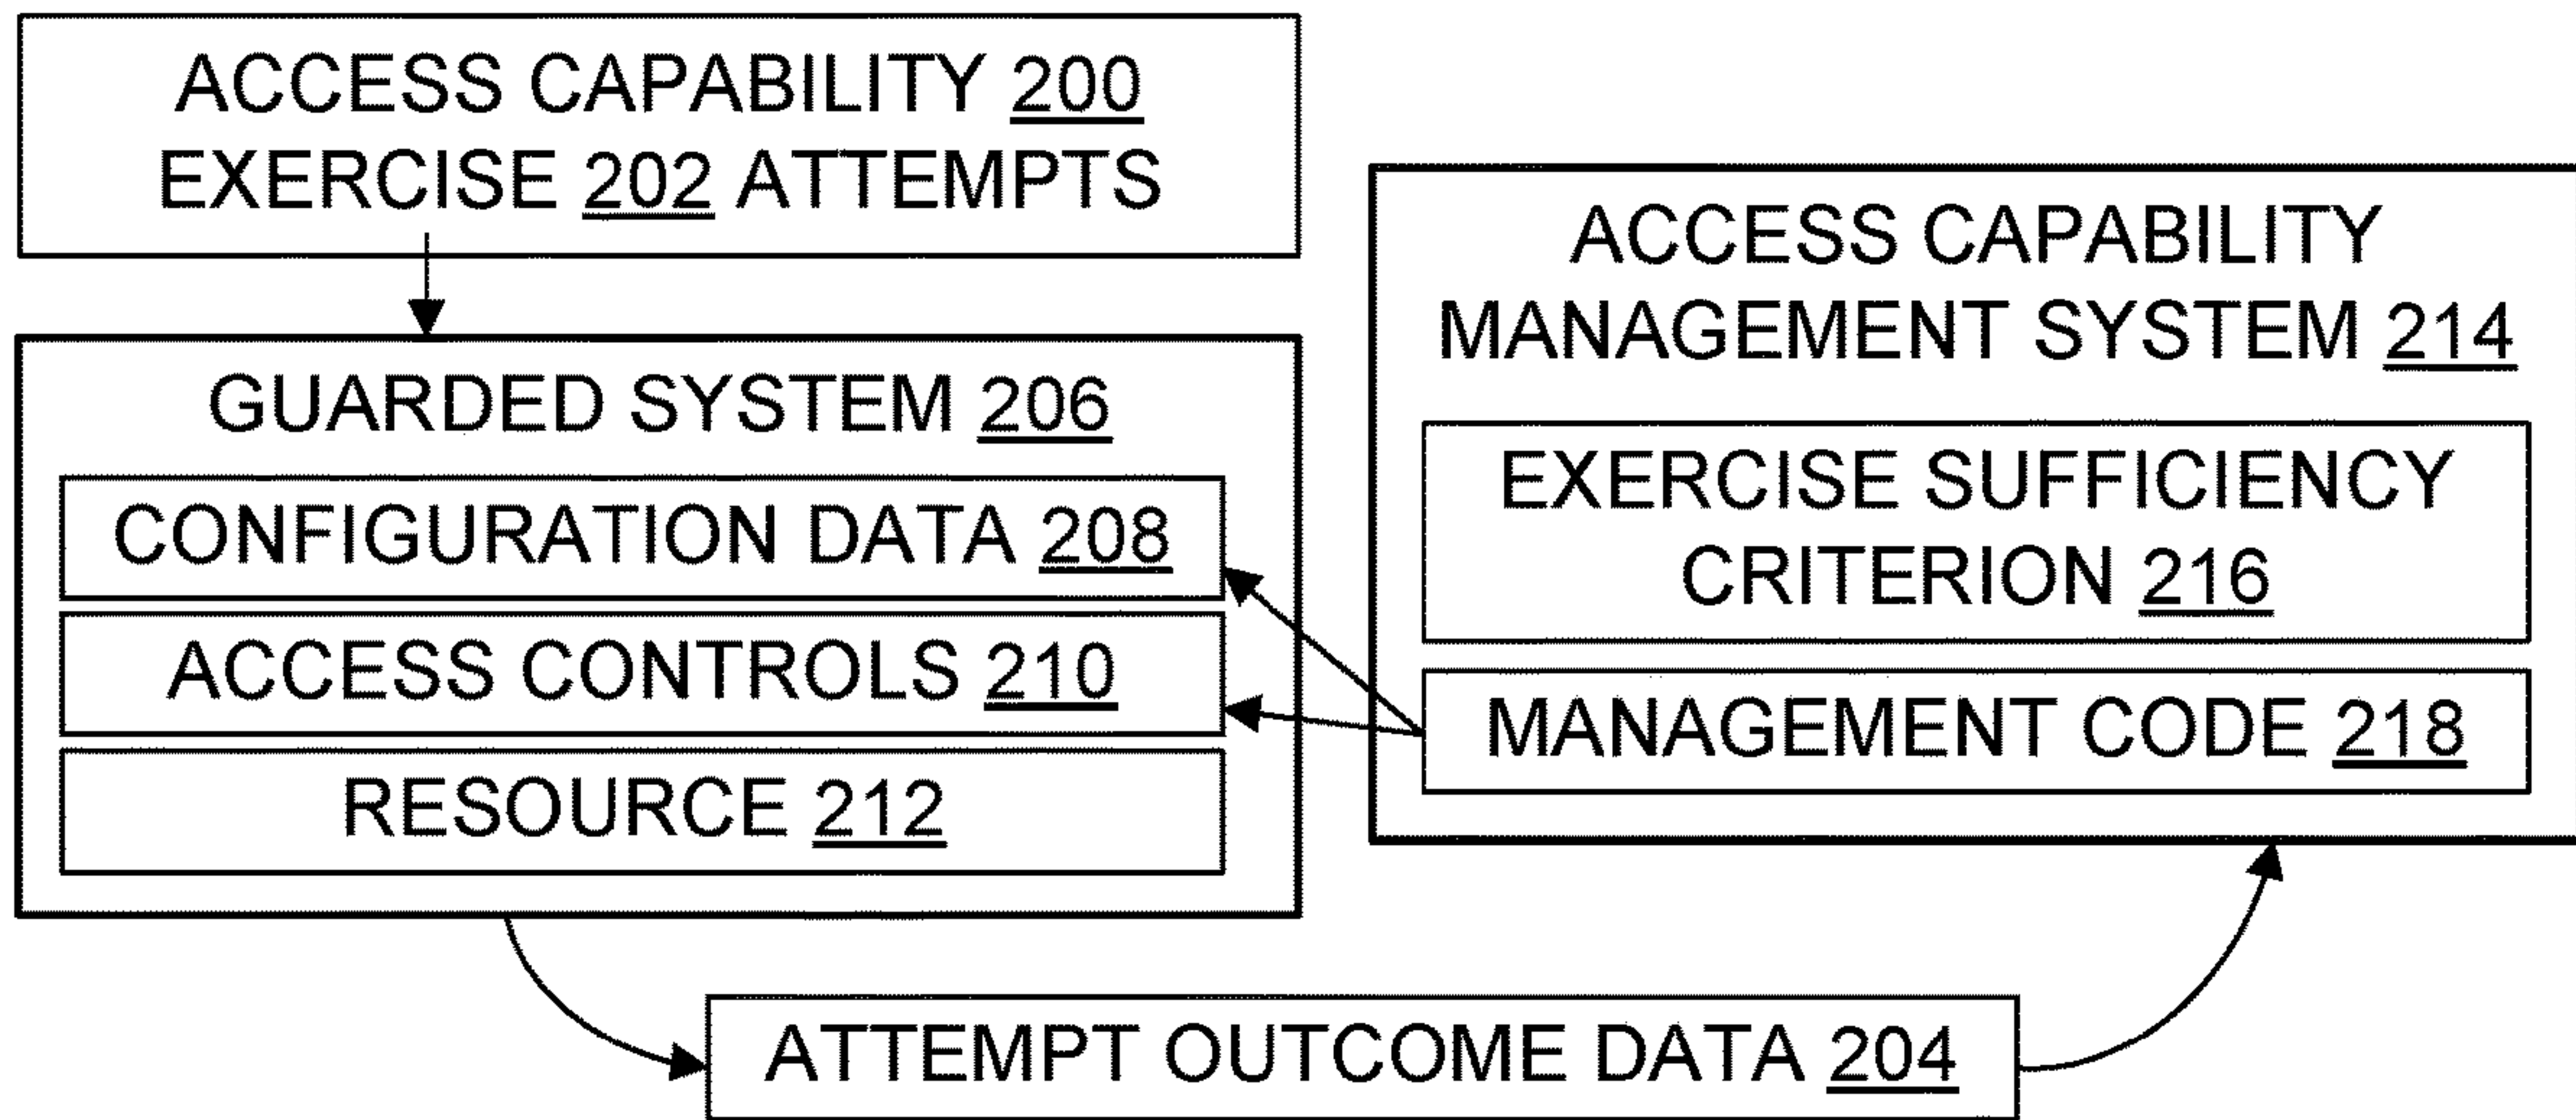 ACCESS CAPABILITY 200
EXERCISE 202 ATTEMPTS
GUARDED SYSTEM 206
CONFIGURATION DATA 208
ACCESS CONTROLS 210
RESOURCE 212
ACCESS CAPABILITY
MANAGEMENT SYSTEM 214
EXERCISE SUFFICIENCY
CRITERION 216
MANAGEMENT CODE 218
ATTEMPT OUTCOME DATA 204